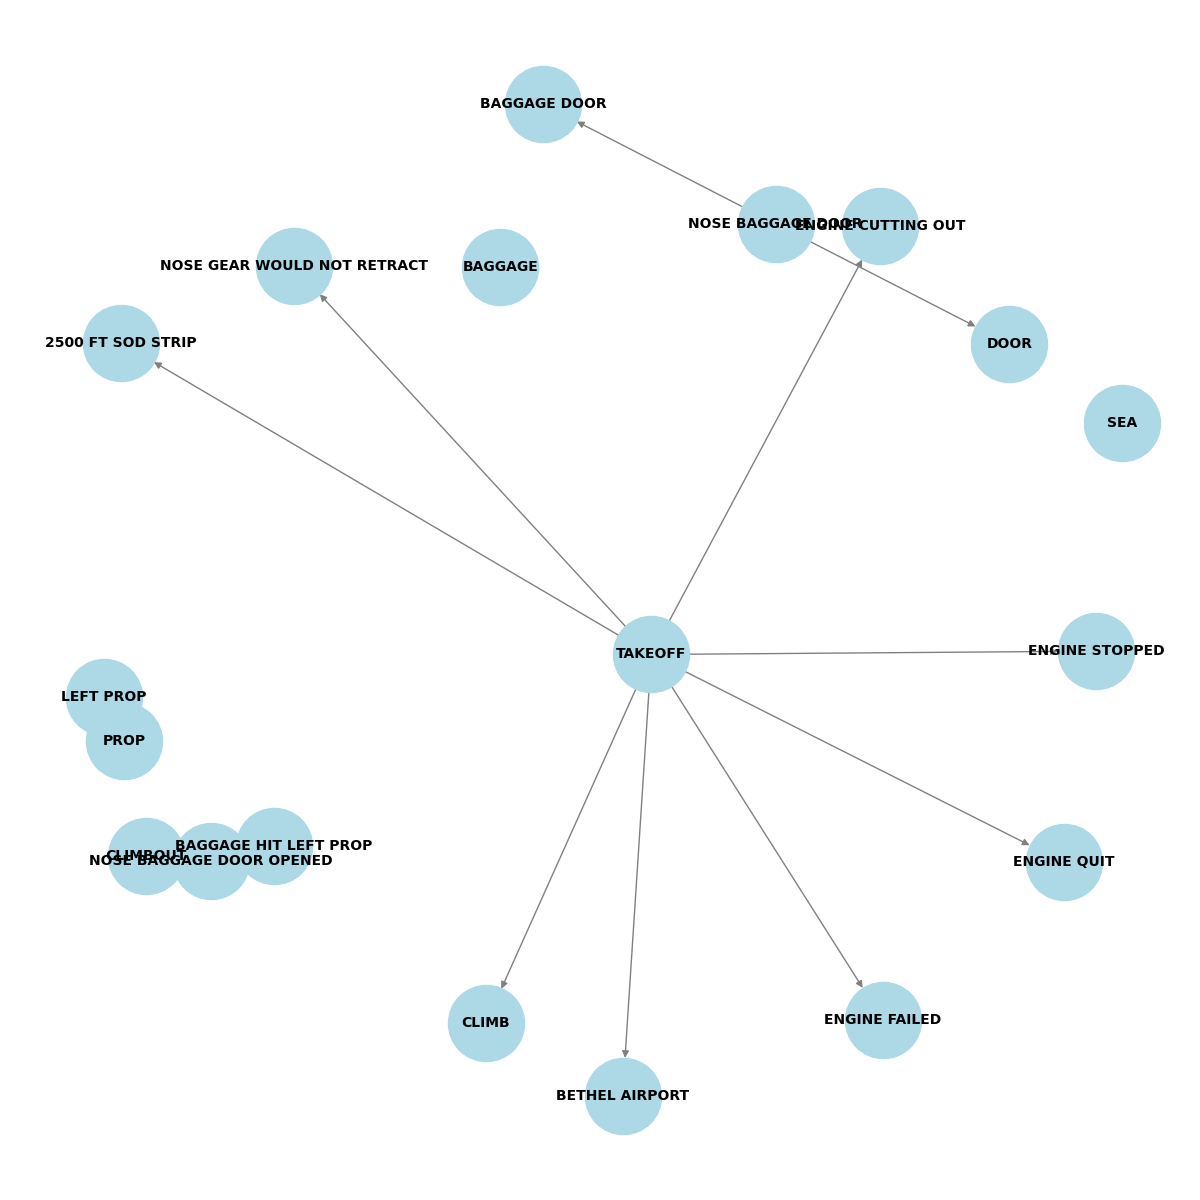 BAGGAGE DOOR
NOSE BAGGAGE DOOR
ENGINE CUTTING OUT
NOSE GEAR WOULD NOT RETRACT
BAGGAGE
2500 FT SOD STRIP
DOOR
SEA
TAKEOFF
ENGINE STOPPED
LEFT PROP
PROP
BAGGAGE HIT LEFT PROP
CLIMBOUT
NOSE BAGGAGE DOOR OPENED
ENGINE QUIT
CLIMB
ENGINE FAILED
BETHEL AIRPORT